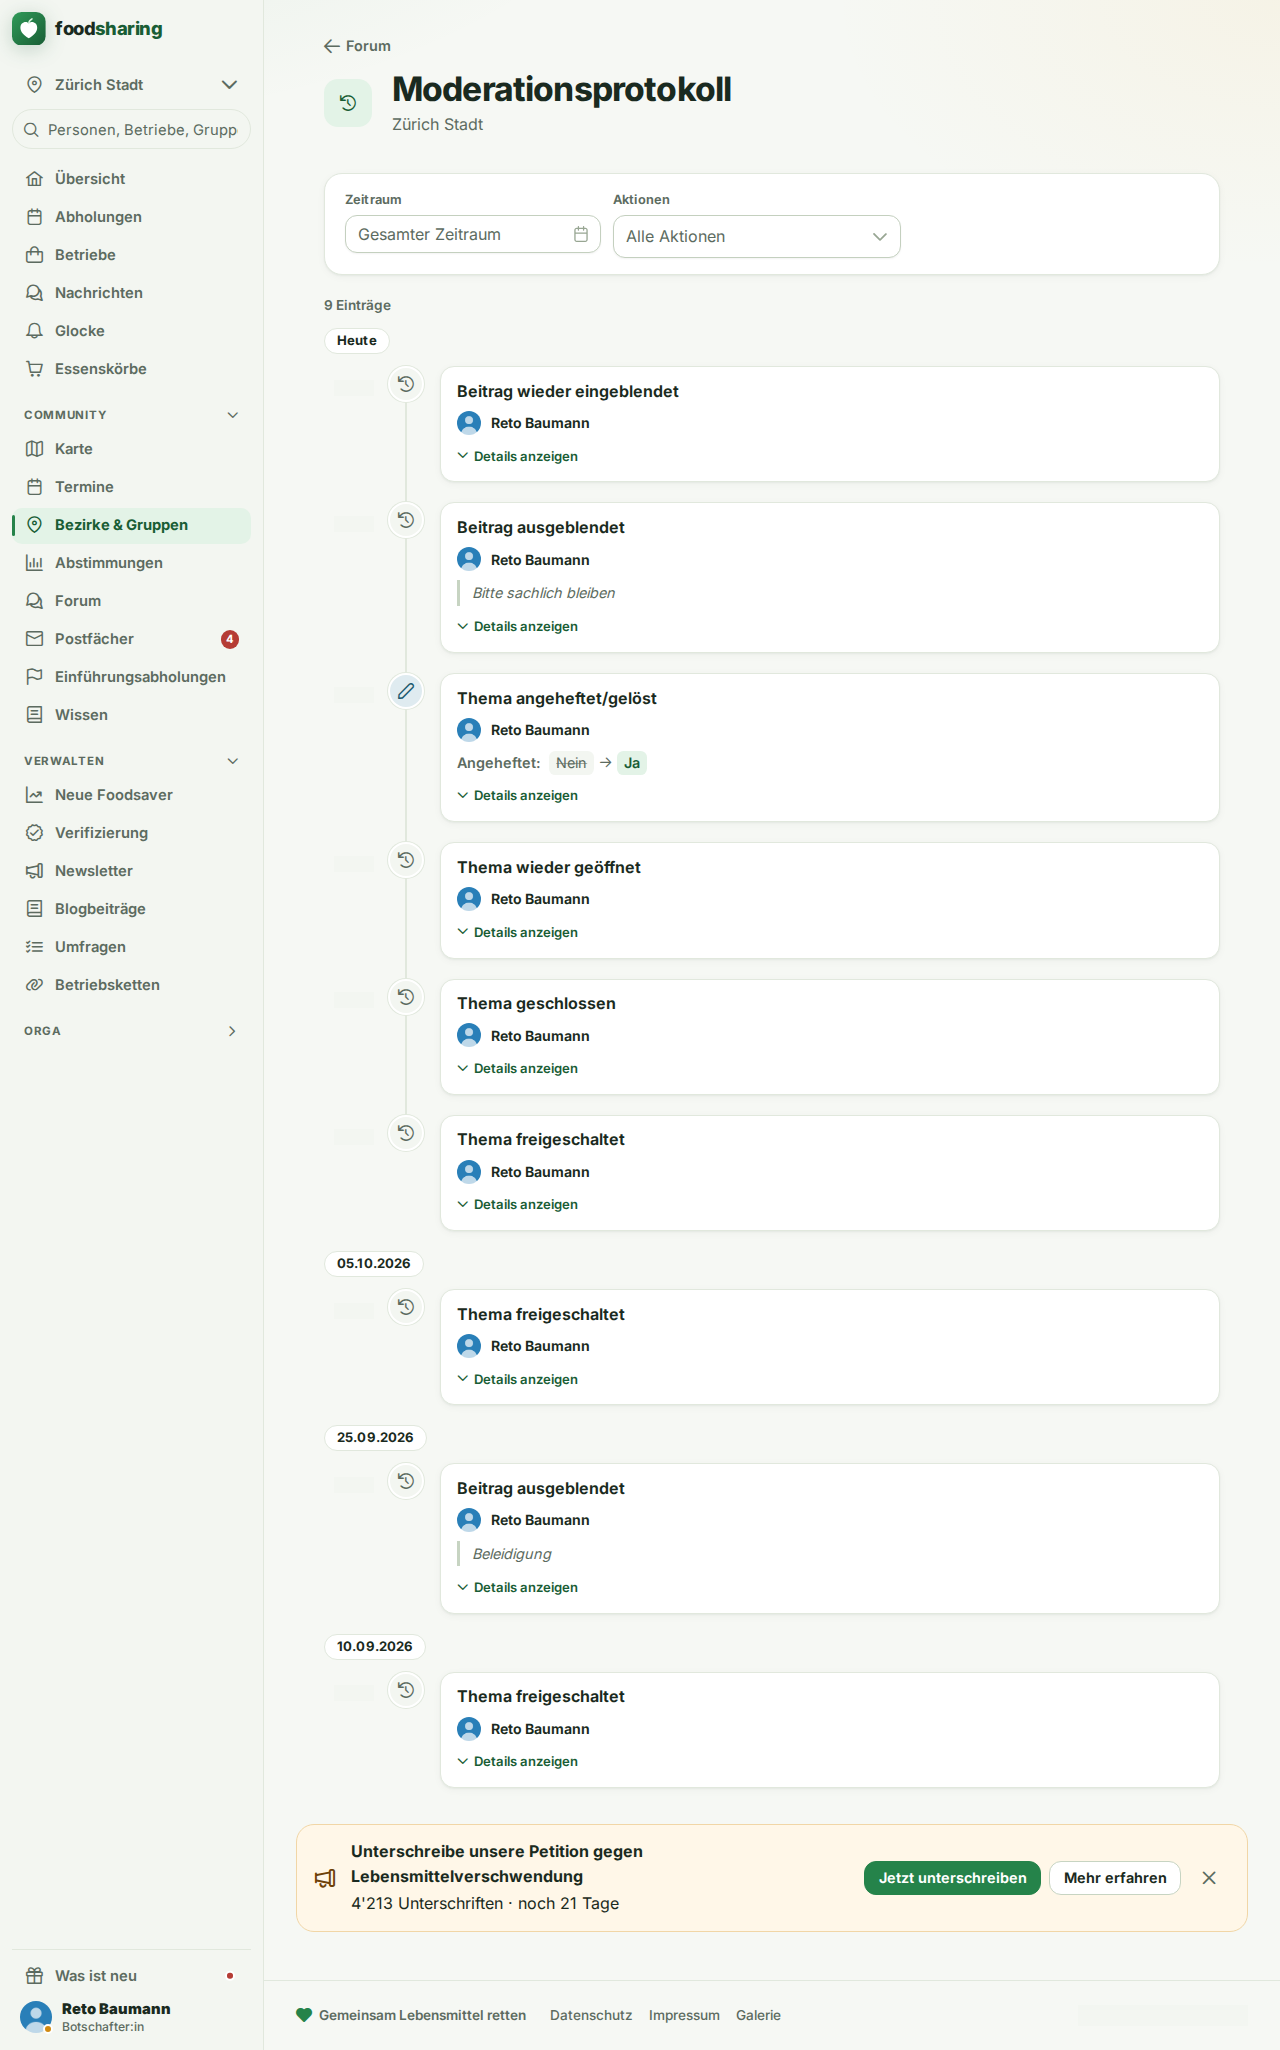 foodsharing
Zürich Stadt
Personen, Betriebe, Grupp
Übersicht
Abholungen
Betriebe
Nachrichten
Glocke
Essenskörbe
COMMUNITY
Karte
Termine
Bezirke & Gruppen
Abstimmungen
Forum
Postfächer 4
Einführungsabholungen
Wissen
VERWALTEN
Neue Foodsaver
Verifizierung
Newsletter
Blogbeiträge
Umfragen
Betriebsketten
ORGA
Was ist neu
Reto Baumann
Botschafter:in
Forum
Moderationsprotokoll
Zürich Stadt
Zeitraum
Gesamter Zeitraum
Aktionen
Alle Aktionen
9 Einträge
Heute
Beitrag wieder eingeblendet
Reto Baumann
Details anzeigen
Beitrag ausgeblendet
Reto Baumann
Bitte sachlich bleiben
Details anzeigen
Thema angeheftet/gelöst
Reto Baumann
Angeheftet: Nein → Ja
Details anzeigen
Thema wieder geöffnet
Reto Baumann
Details anzeigen
Thema geschlossen
Reto Baumann
Details anzeigen
Thema freigeschaltet
Reto Baumann
Details anzeigen
05.10.2026
Thema freigeschaltet
Reto Baumann
Details anzeigen
25.09.2026
Beitrag ausgeblendet
Reto Baumann
Beleidigung
Details anzeigen
10.09.2026
Thema freigeschaltet
Reto Baumann
Details anzeigen
Unterschreibe unsere Petition gegen
Lebensmittelverschwendung
4'213 Unterschriften · noch 21 Tage
Jetzt unterschreiben
Mehr erfahren
Gemeinsam Lebensmittel retten
Datenschutz
Impressum
Galerie